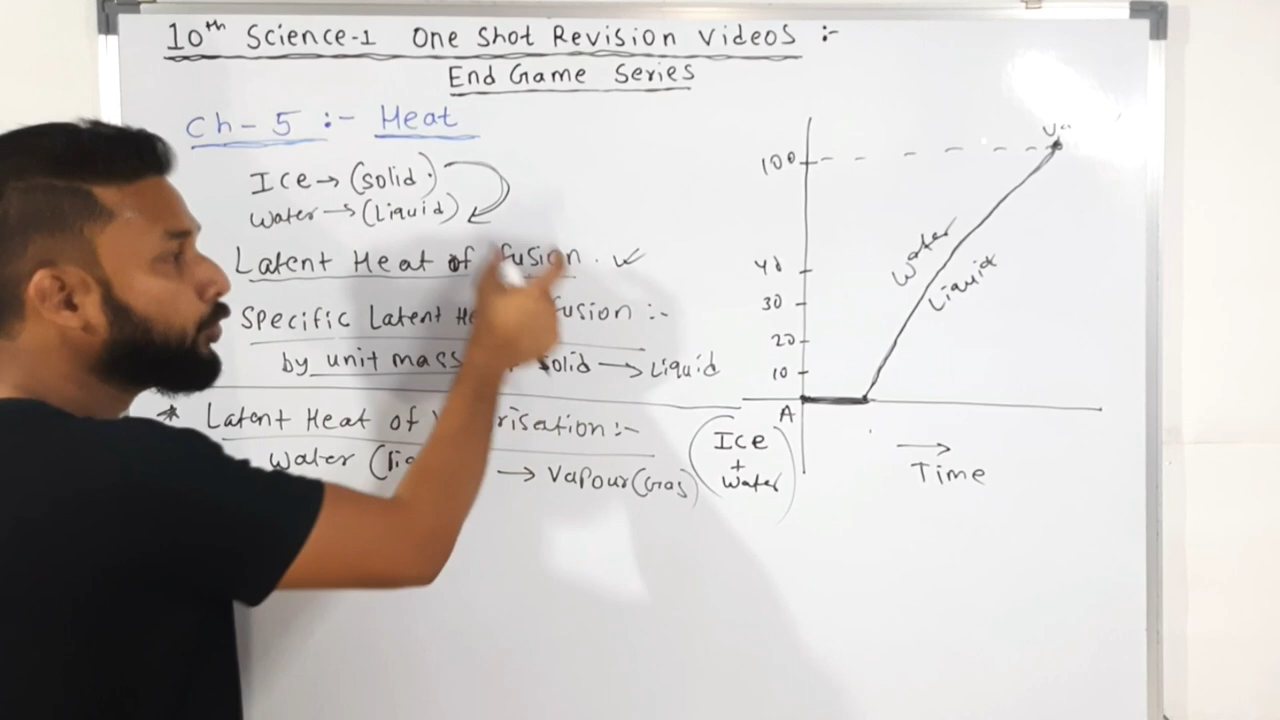 10th Science-1 One Shot Revision Videos :-
End Game Series
Ch-5 :- Heat
Ice → (solid)
Water → (Liquid)
Latent Heat of fusion.
Specific Latent fusion :-
by unit mass solid → Liquid
* Latent Heat of :-
Water → Vapour (Gas)
100
40
30
20
10
A
Water
Liquid
Ice
+
Water
→
Time